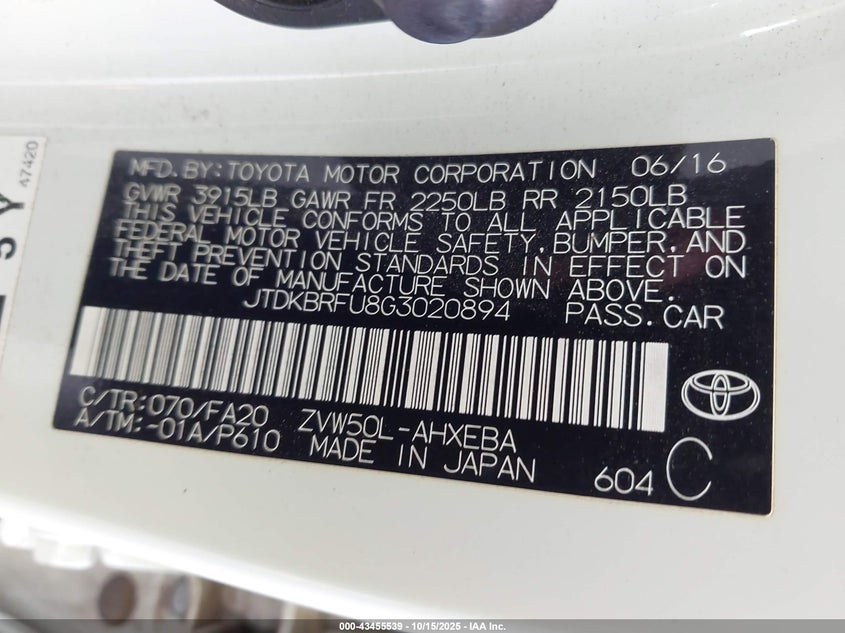 MFD.BY:TOYOTA MOTOR CORPORATION 06/16
GVWR 3915LB GAWR FR 2250LB RR 2150LB
THIS VEHICLE CONFORMS TO ALL APPLICABLE
FEDERAL MOTOR VEHICLE SAFETY, BUMPER, AND
THEFT PREVENTION STANDARDS IN EFFECT ON
THE DATE OF MANUFACTURE SHOWN ABOVE.
JTDKBRFU8G3020894 PASS.CAR
C/TR:070/FA20 ZVW50L-AHXEBA
A/TM:-01A/P610 MADE IN JAPAN
604 C
47420
000-43455539 - 10/15/2025 - IAA Inc.